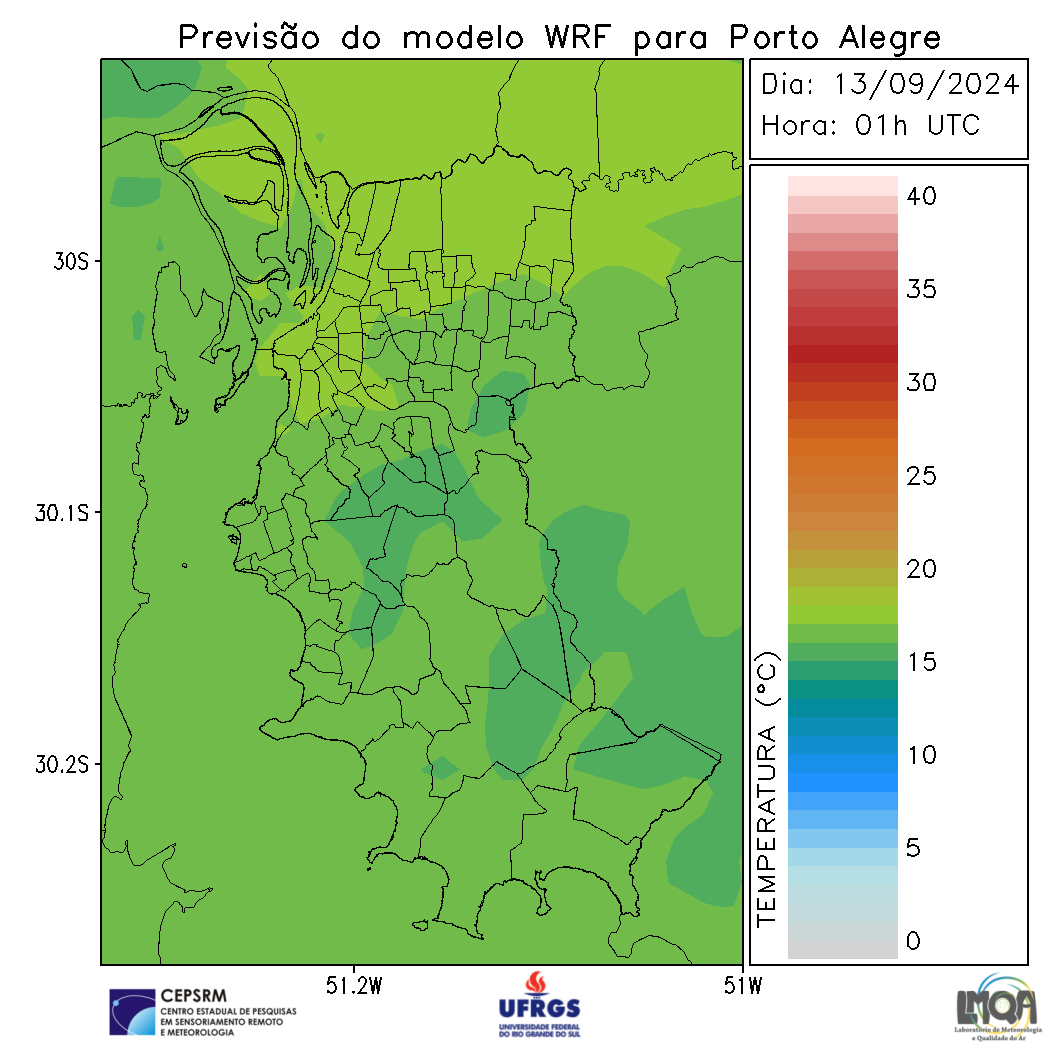 Previsão do modelo WRF para Porto Alegre
Dia: 13/09/2024
Hora: 01h UTC
30S
30.1S
30.2S
51.2W
51W
40
35
30
25
20
15
10
5
0
TEMPERATURA (°C)
CEPSRM
CENTRO ESTADUAL DE PESQUISAS
EM SENSORIAMENTO REMOTO
E METEOROLOGIA
UFRGS
UNIVERSIDADE FEDERAL
DO RIO GRANDE DO SUL
LMQA
Laboratório de Meteorologia
e Qualidade do Ar